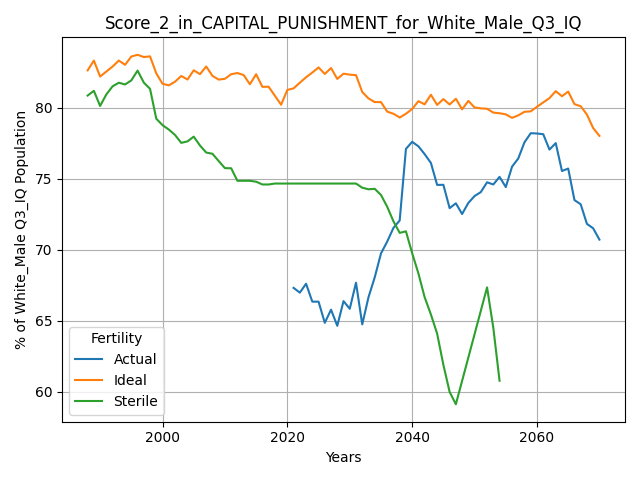 Score_2_in_CAPITAL_PUNISHMENT_for_White_Male_Q3_IQ
% of White_Male Q3_IQ Population
80
75
70
65
60
Fertility
Actual
Ideal
Sterile
2000
2020
2040
2060
Years